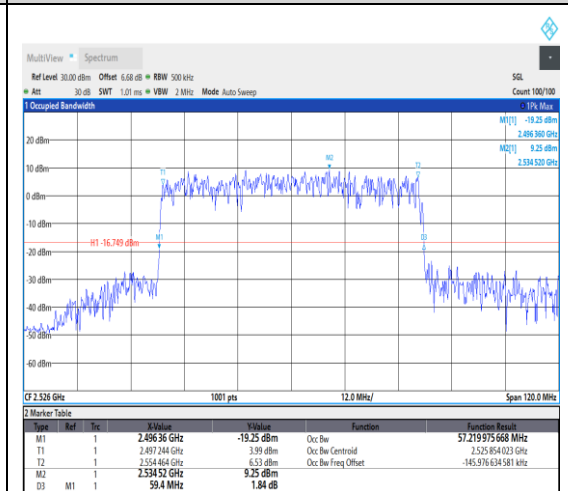 MultiView Spectrum
Ref Level 30.00 dBm Offset 6.68 dB RBW 500 kHz SGL
Att 30 dB SWT 1.01 ms VBW 2 MHz Mode Auto Sweep Count 100/100
1 Occupied Bandwidth 1Pk Max
M1[1] -19.25 dBm
2.496 360 GHz
M2[1] 9.25 dBm
2.534 520 GHz
20 dBm
10 dBm
0 dBm
-10 dBm
-20 dBm
-30 dBm
-40 dBm
-50 dBm
-60 dBm
H1 -16.749 dBm
T1
M2
T2
M1
D3
CF 2.526 GHz 1001 pts 12.0 MHz/ Span 120.0 MHz
2 Marker Table
Type Ref Trc X-Value Y-Value Function Function Result
M1 1 2.496 36 GHz -19.25 dBm Occ Bw 57.219 975 668 MHz
T1 1 2.497 244 GHz 3.99 dBm Occ Bw Centroid 2.525 854 023 GHz
T2 1 2.554 464 GHz 6.53 dBm Occ Bw Freq Offset -145.976 634 581 kHz
M2 1 2.534 52 GHz 9.25 dBm
D3 M1 1 59.4 MHz 1.84 dB